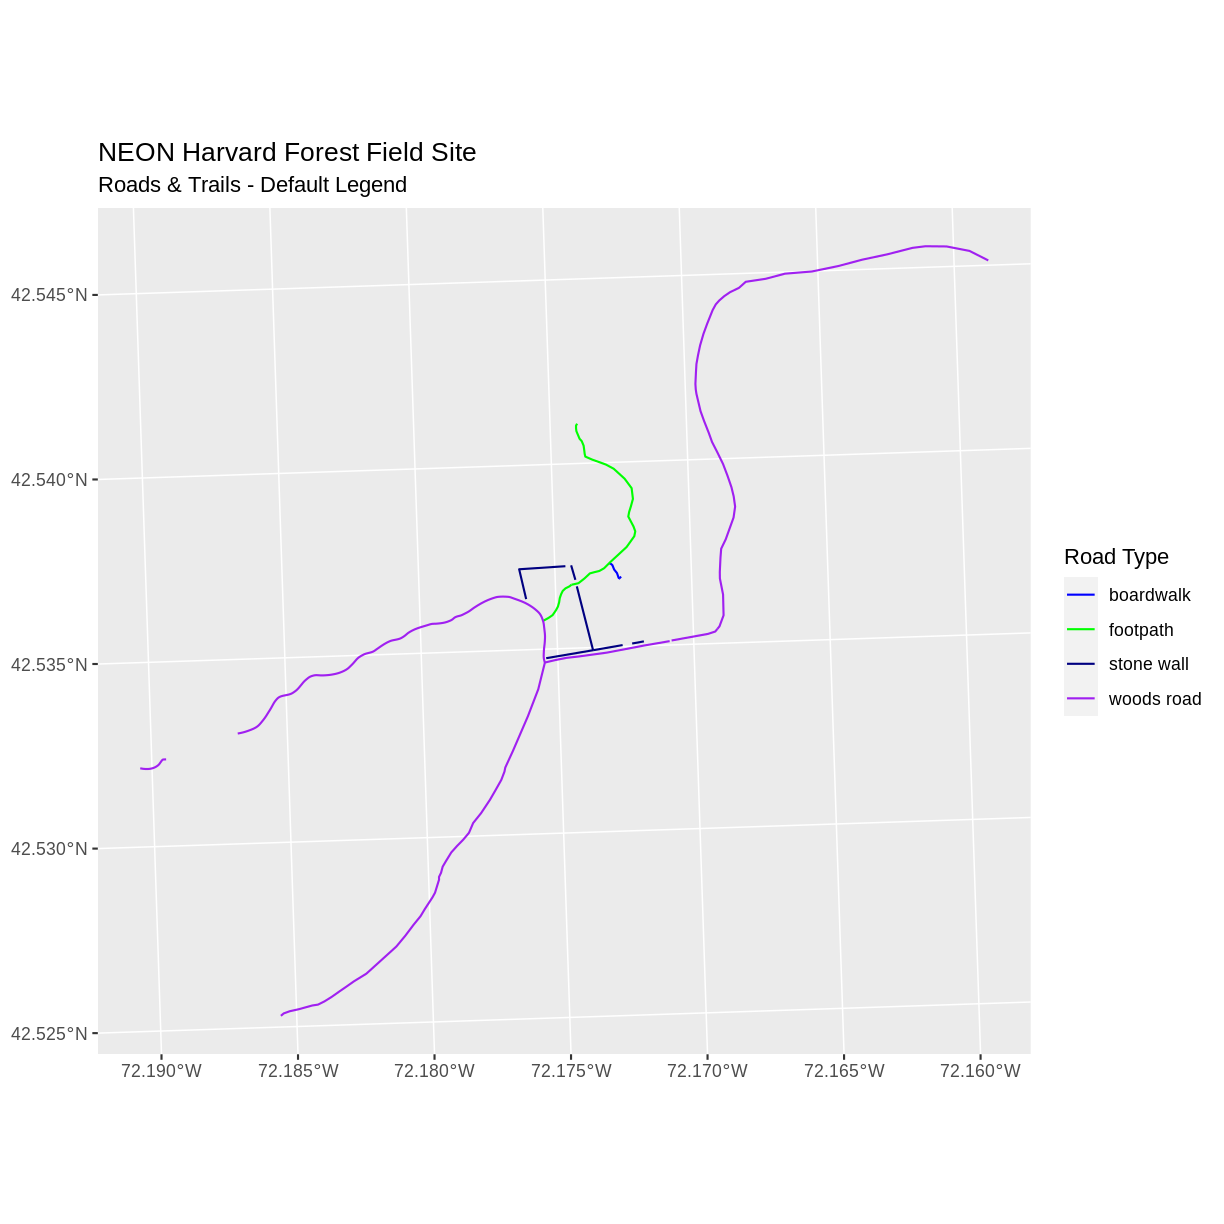 NEON Harvard Forest Field Site
Roads & Trails - Default Legend
42.545°N
42.540°N
42.535°N
42.530°N
42.525°N
72.190°W 72.185°W 72.180°W 72.175°W 72.170°W 72.165°W 72.160°W
Road Type
boardwalk
footpath
stone wall
woods road